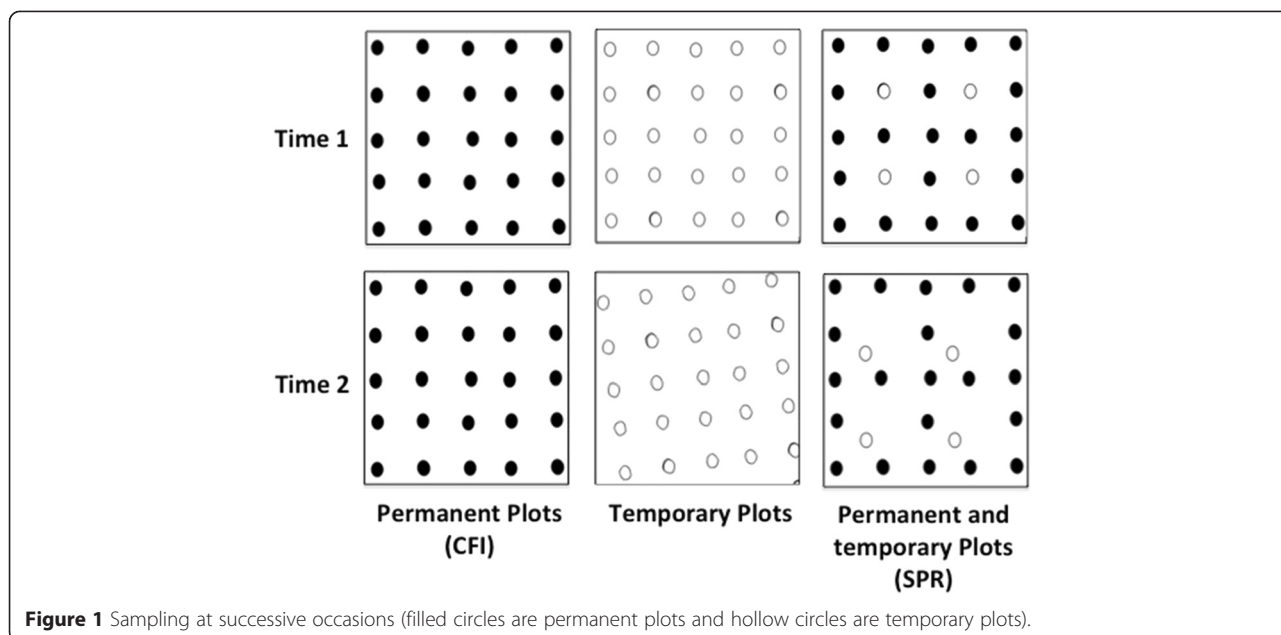 Time 1
Time 2
Permanent Plots
(CFI)
Temporary Plots
Permanent and
temporary Plots
(SPR)
Figure 1 Sampling at successive occasions (filled circles are permanent plots and hollow circles are temporary plots).